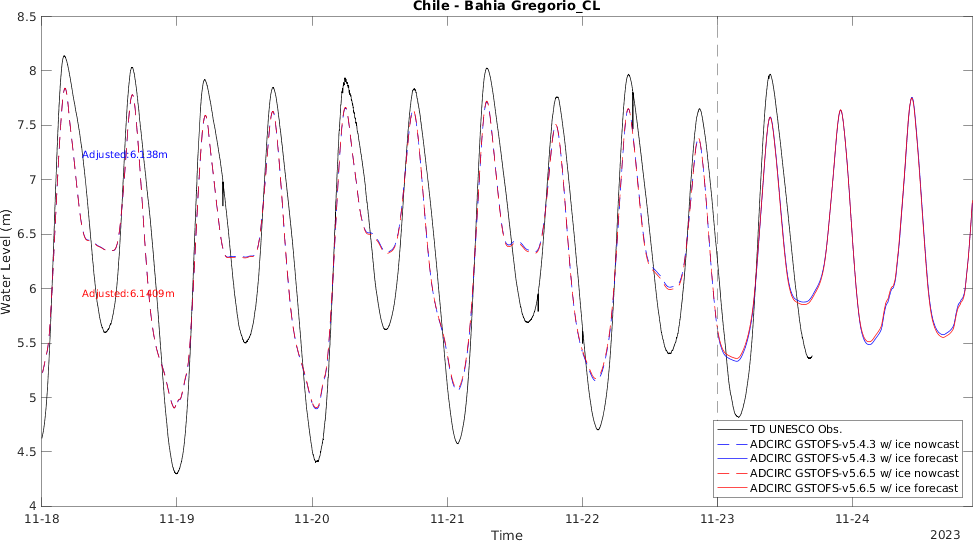 Chile - Bahia Gregorio_CL
8.5
8
7.5
7
6.5
6
5.5
5
4.5
4
Water Level (m)
Adjusted:6.138m
Adjusted:6.1409m
TD UNESCO Obs.
ADCIRC GSTOFS-v5.4.3 w/ ice nowcast
ADCIRC GSTOFS-v5.4.3 w/ ice forecast
ADCIRC GSTOFS-v5.6.5 w/ ice nowcast
ADCIRC GSTOFS-v5.6.5 w/ ice forecast
11-18 11-19 11-20 11-21 11-22 11-23 11-24
Time
2023